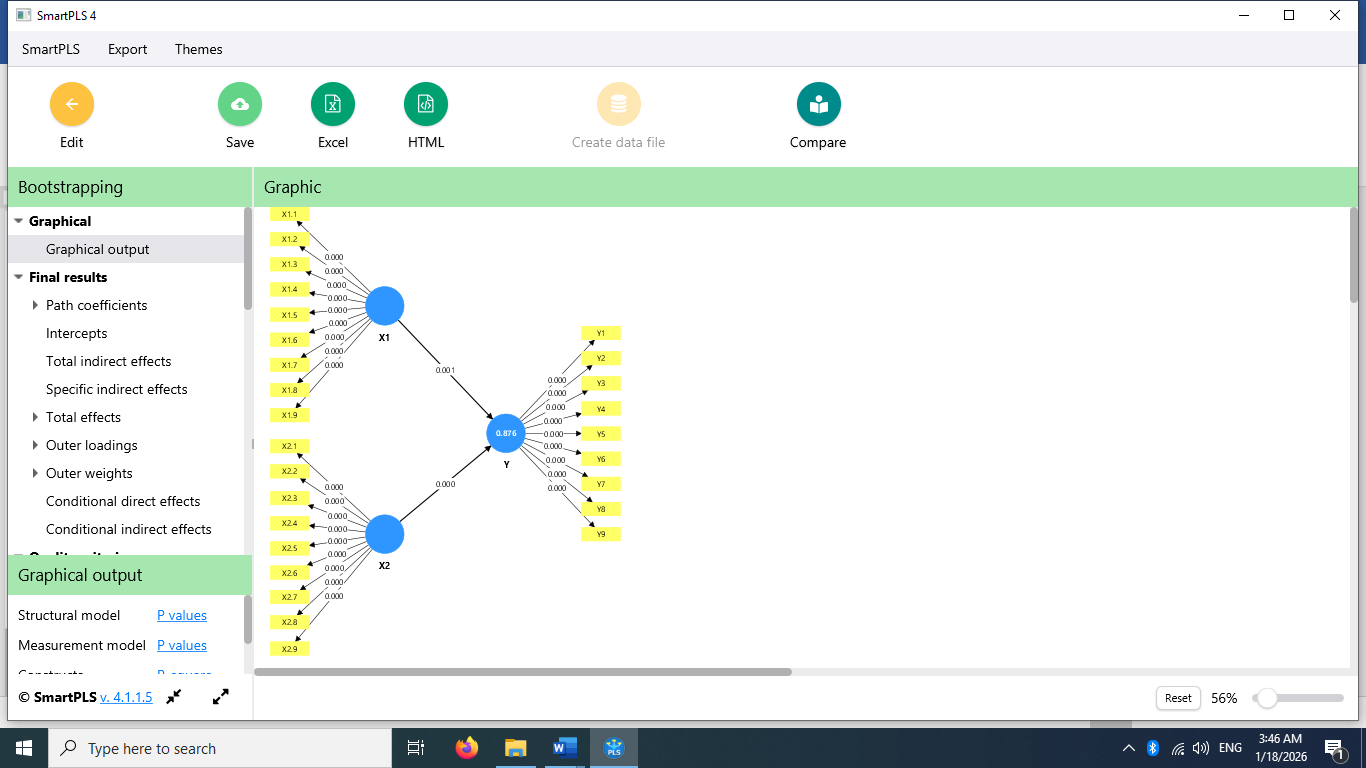 SmartPLS 4
SmartPLS Export Themes
Edit Save Excel HTML Create data file Compare
Bootstrapping
Graphical
Graphical output
Final results
Path coefficients
Intercepts
Total indirect effects
Specific indirect effects
Total effects
Outer loadings
Outer weights
Conditional direct effects
Conditional indirect effects
Graphical output
Structural model P values
Measurement model P values
© SmartPLS v. 4.1.1.5
Graphic
X1.1
X1.2
X1.3
X1.4
X1.5
X1.6
X1.7
X1.8
X1.9
0.000
0.000
0.000
0.000
0.000
0.000
0.000
0.000
0.000
X1
0.001
X2.1
X2.2
X2.3
X2.4
X2.5
X2.6
X2.7
X2.8
X2.9
0.000
0.000
0.000
0.000
0.000
0.000
0.000
0.000
0.000
X2
0.000
0.876
Y
0.000
0.000
0.000
0.000
0.000
0.000
0.000
0.000
0.000
Y1
Y2
Y3
Y4
Y5
Y6
Y7
Y8
Y9
Reset 56%
Type here to search
PLS
ENG
3:46 AM
1/18/2026
1